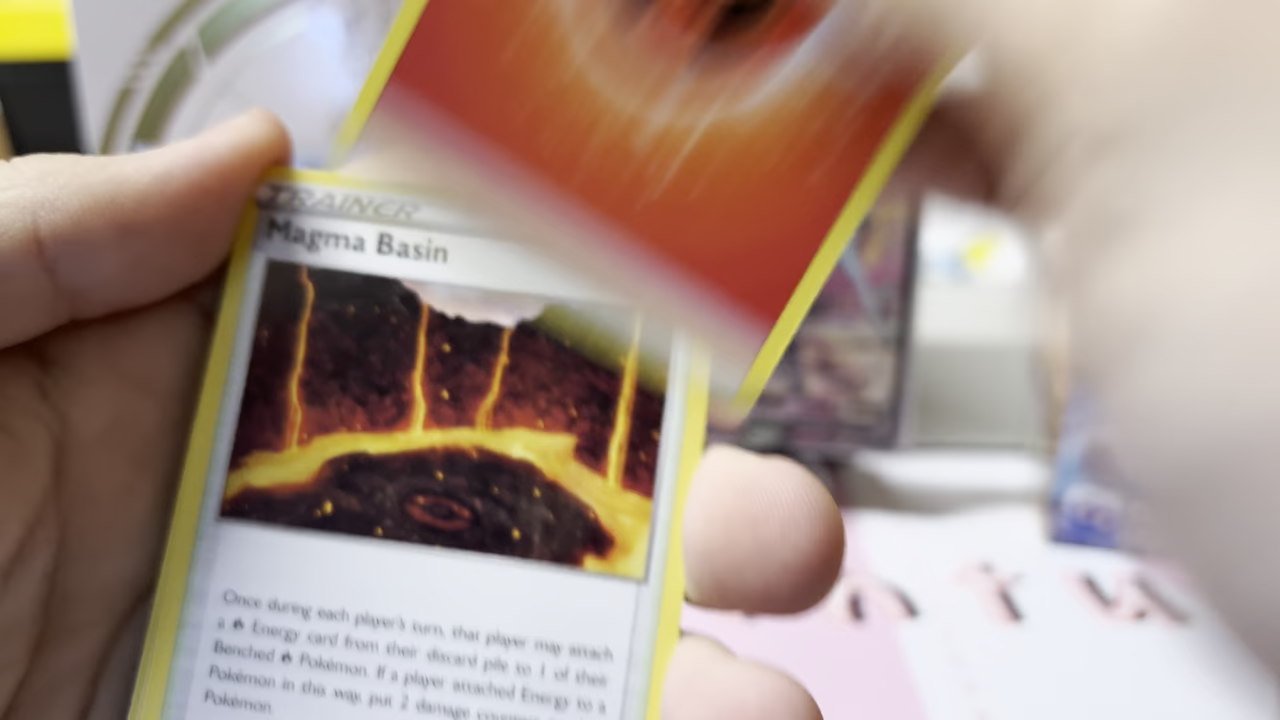 TRAINER
Magma Basin
Once during each player's turn, that player may attach
a Energy card from their discard pile to 1 of their
Benched Pokémon. If a player attached Energy to a
Pokémon in this way, put 2 damage
Pokémon.